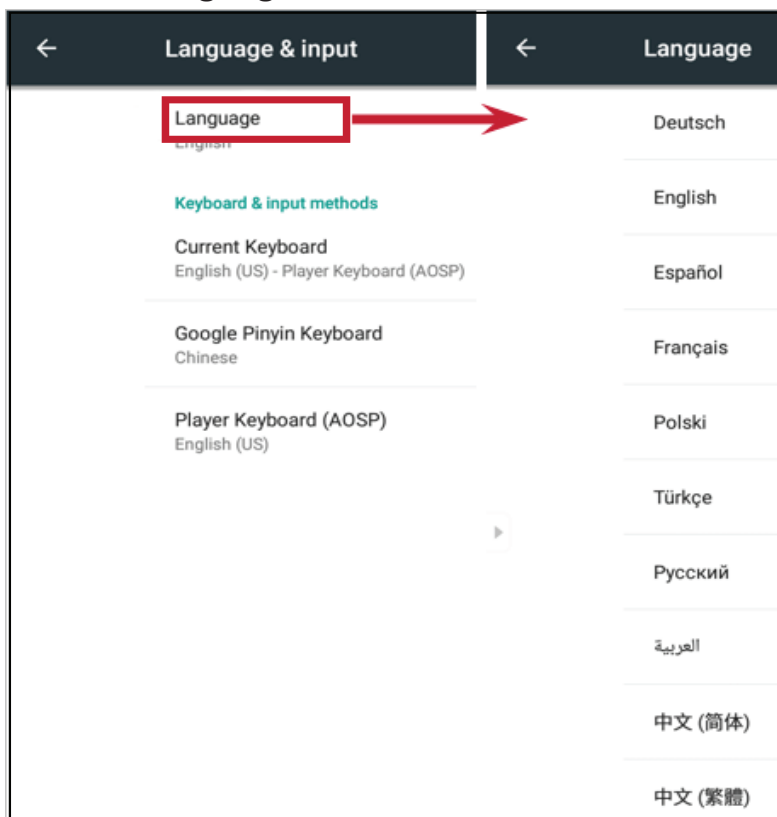 Language & input
Language
English
Keyboard & input methods
Current Keyboard
English (US) - Player Keyboard (AOSP)
Google Pinyin Keyboard
Chinese
Player Keyboard (AOSP)
English (US)
Language
Deutsch
English
Español
Français
Polski
Türkçe
Русский
العربية
中文 (简体)
中文 (繁體)